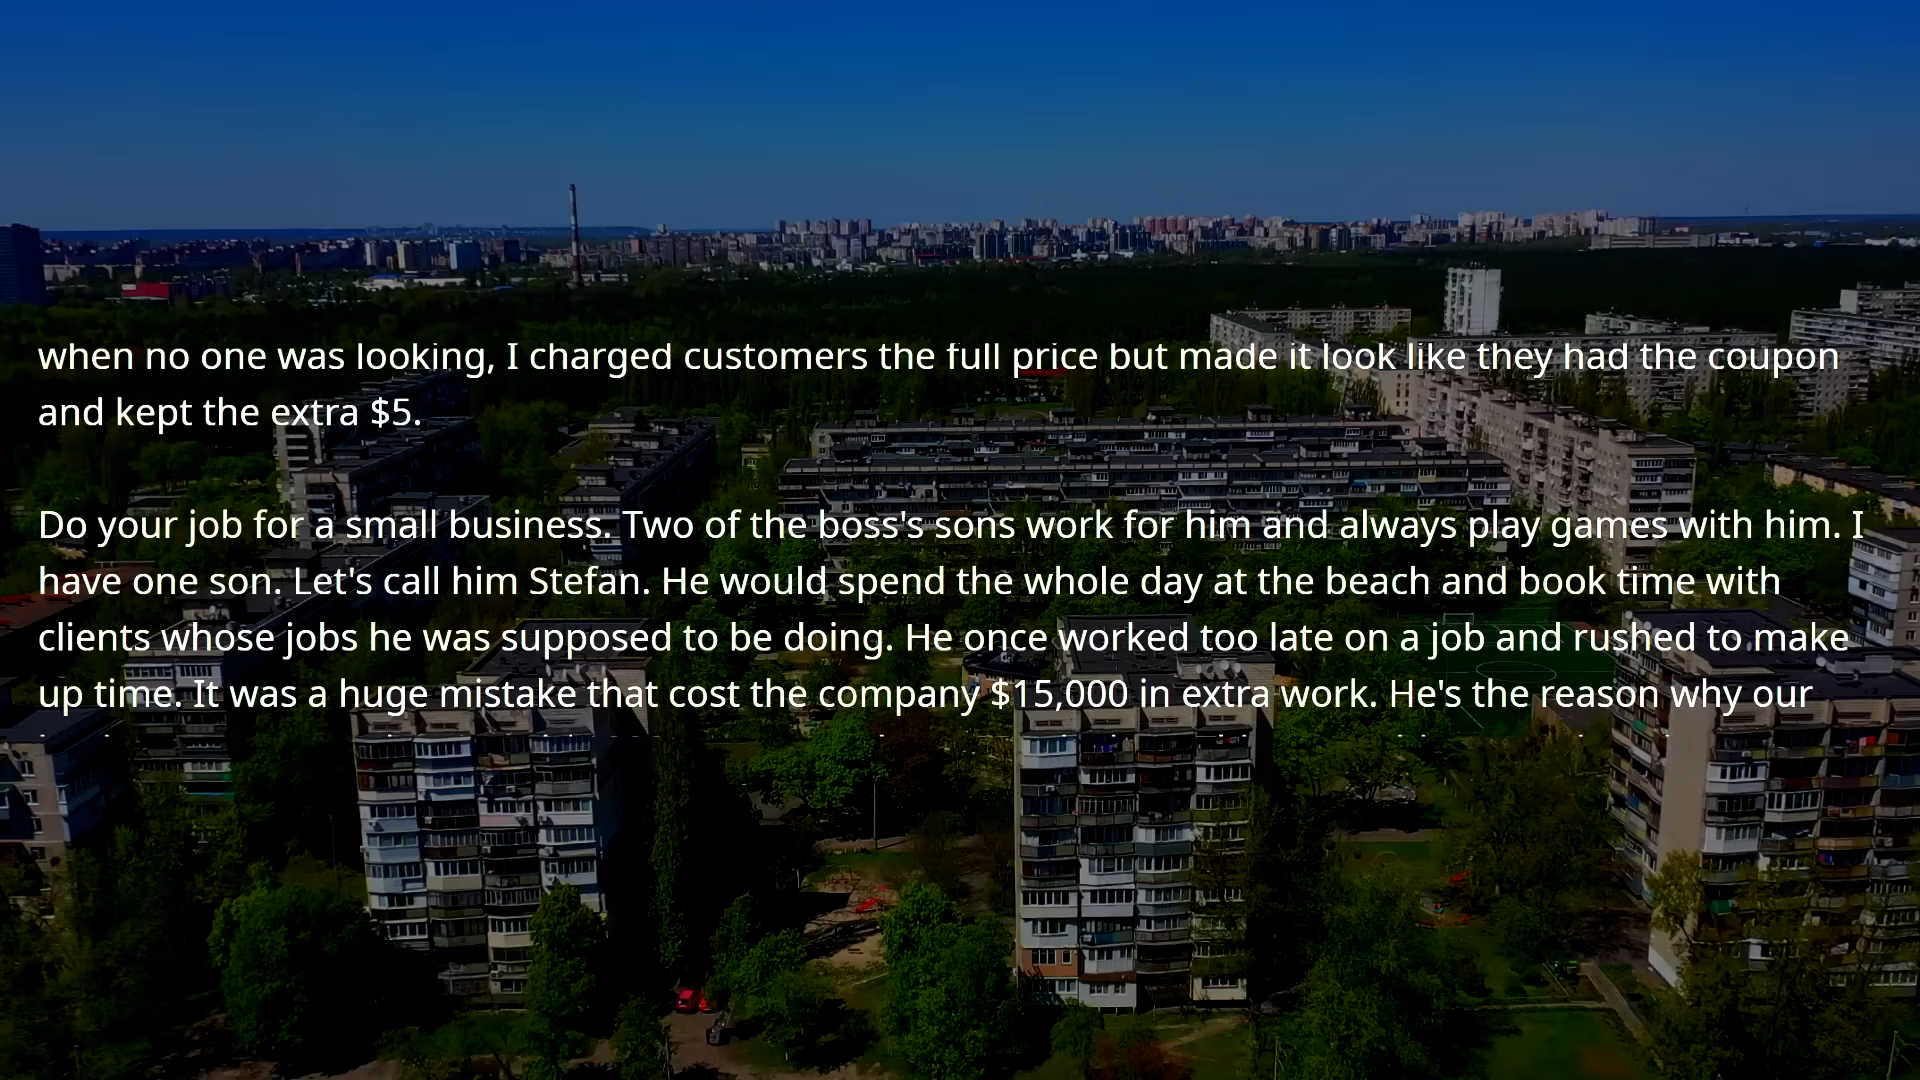 when no one was looking, I charged customers the full price but made it look like they had the coupon
and kept the extra $5.
Do your job for a small business. Two of the boss's sons work for him and always play games with him. I
have one son. Let's call him Stefan. He would spend the whole day at the beach and book time with
clients whose jobs he was supposed to be doing. He once worked too late on a job and rushed to make
up time. It was a huge mistake that cost the company $15,000 in extra work. He's the reason why our